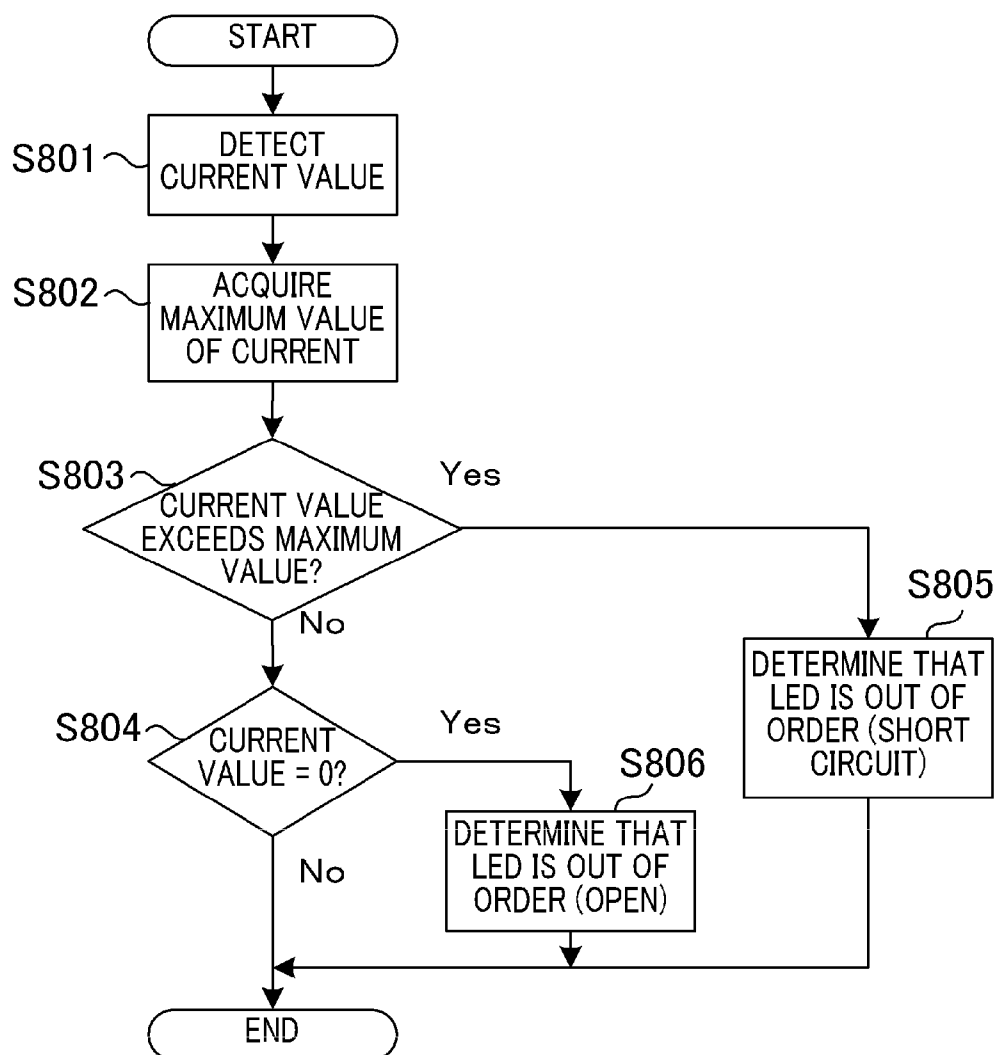 START
S801
DETECT
CURRENT VALUE
S802
ACQUIRE
MAXIMUM VALUE
OF CURRENT
S803
Yes
CURRENT VALUE
EXCEEDS MAXIMUM
VALUE?
No
S805
DETERMINE THAT
LED IS OUT OF
ORDER (SHORT
CIRCUIT)
S804
Yes
CURRENT
VALUE = 0?
No
S806
DETERMINE THAT
LED IS OUT OF
ORDER (OPEN)
END